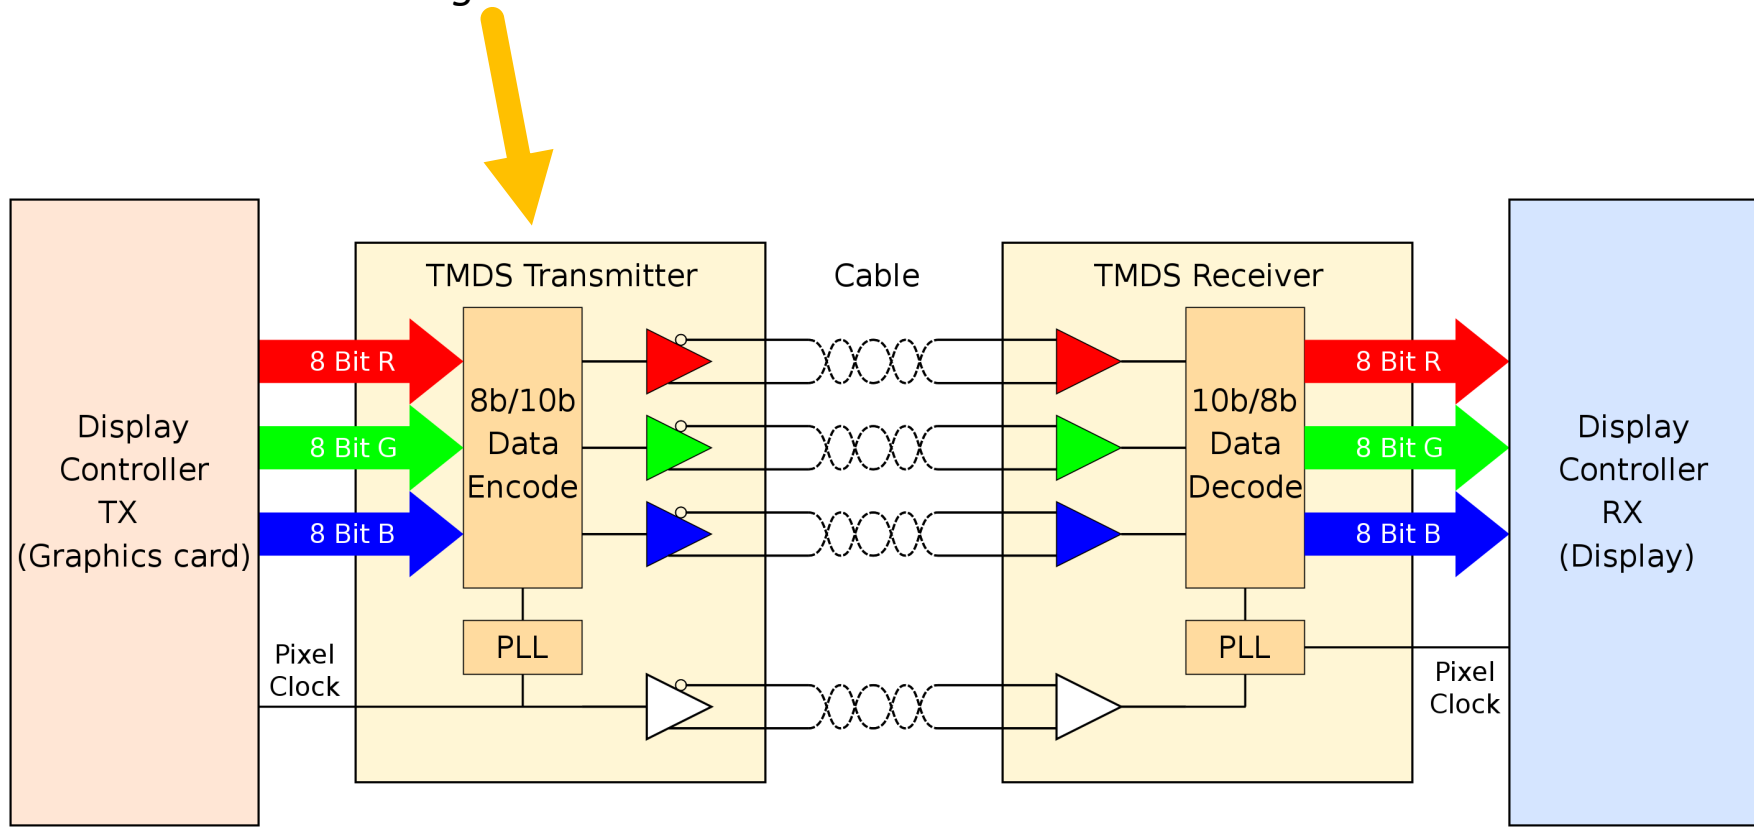 TMDS Transmitter
Cable
TMDS Receiver
8 Bit R
8 Bit G
8 Bit B
8b/10b
Data
Encode
10b/8b
Data
Decode
8 Bit R
8 Bit G
8 Bit B
Display
Controller
TX
(Graphics card)
Display
Controller
RX
(Display)
Pixel
Clock
PLL
PLL
Pixel
Clock